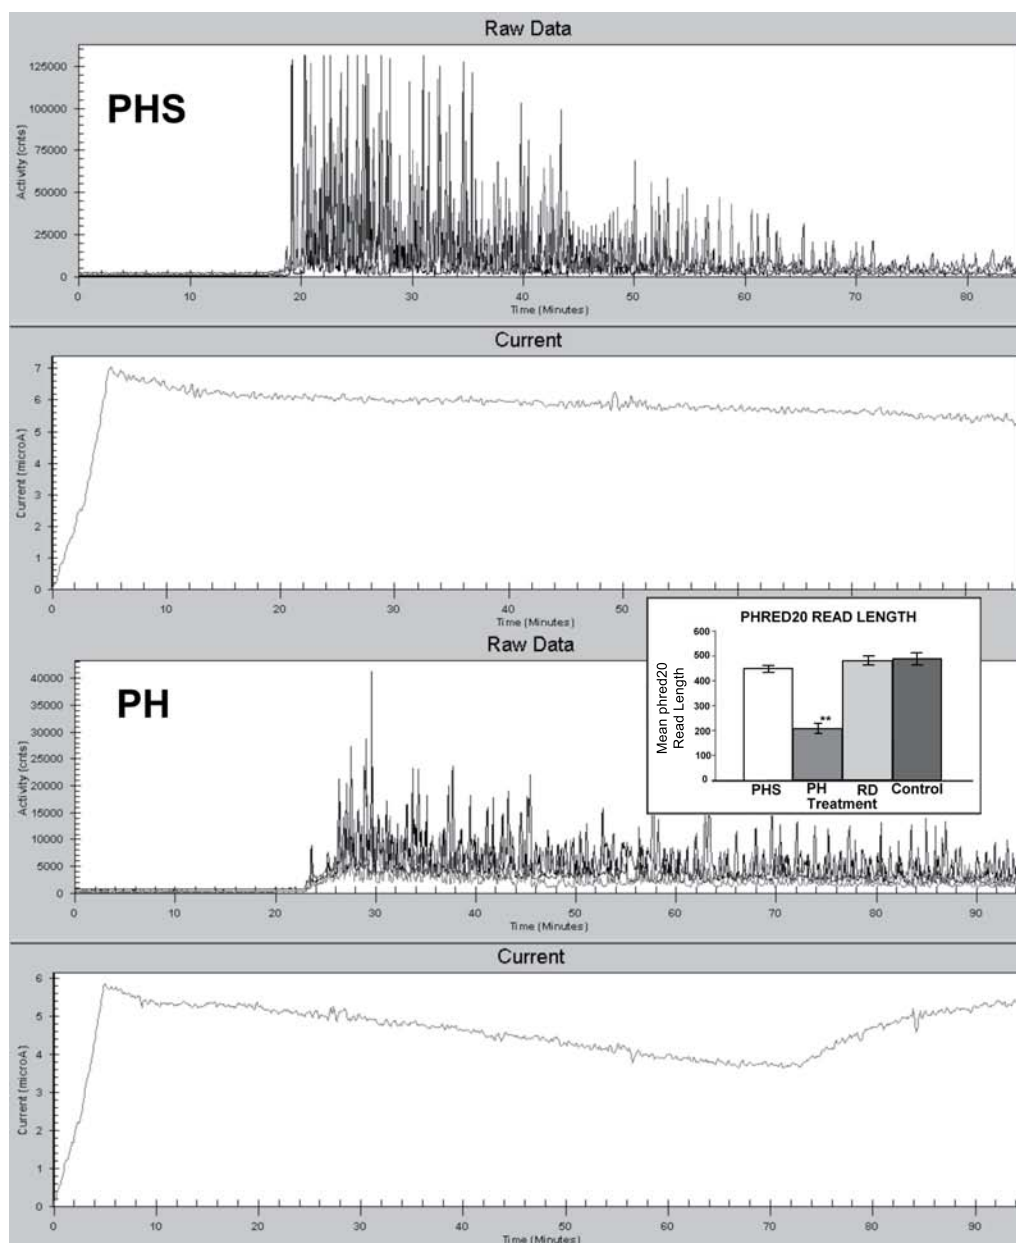 Raw Data
PHS
Activity (cnts)
125000
100000
75000
50000
25000
0
0 10 20 30 40 50 60 70 80
Time (Minutes)
Current
Current (microA)
7
6
5
4
3
2
1
0
0 10 20 30 40 50
Time (Minutes)
PHRED20 READ LENGTH
Mean phred20
Read Length
600
500
400
300
200
100
0
**
PHS PH RD Control
Treatment
Raw Data
PH
Activity (cnts)
40000
35000
30000
25000
20000
15000
10000
5000
0
0 10 20 30 40 50 60 70 80 90
Time (Minutes)
Current
Current (microA)
6
5
4
3
2
1
0
0 10 20 30 40 50 60 70 80 90
Time (Minutes)